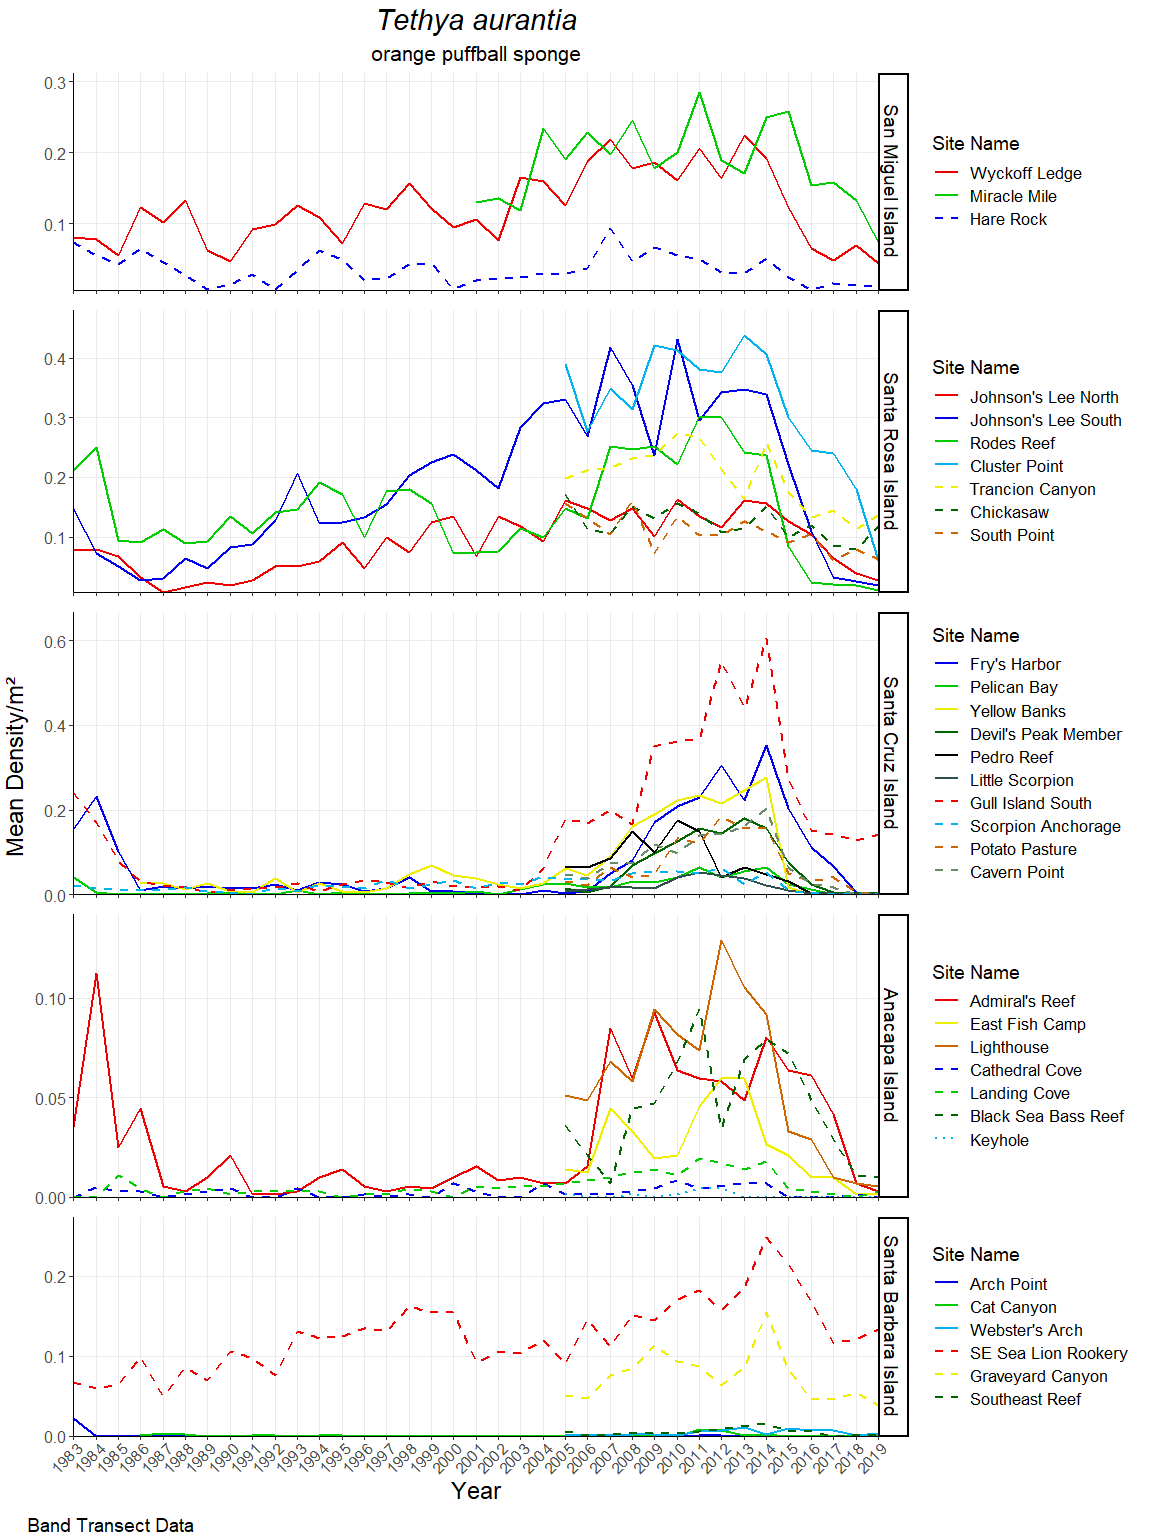 Tethya aurantia
orange puffball sponge
Mean Density/m²
0.3
0.2
0.1
San Miguel Island
Site Name
Wyckoff Ledge
Miracle Mile
Hare Rock
0.4
0.3
0.2
0.1
Santa Rosa Island
Site Name
Johnson's Lee North
Johnson's Lee South
Rodes Reef
Cluster Point
Trancion Canyon
Chickasaw
South Point
0.6
0.4
0.2
0.0
Santa Cruz Island
Site Name
Fry's Harbor
Pelican Bay
Yellow Banks
Devil's Peak Member
Pedro Reef
Little Scorpion
Gull Island South
Scorpion Anchorage
Potato Pasture
Cavern Point
0.10
0.05
0.00
Anacapa Island
Site Name
Admiral's Reef
East Fish Camp
Lighthouse
Cathedral Cove
Landing Cove
Black Sea Bass Reef
Keyhole
0.2
0.1
0.0
Santa Barbara Island
Site Name
Arch Point
Cat Canyon
Webster's Arch
SE Sea Lion Rookery
Graveyard Canyon
Southeast Reef
1983 1984 1985 1986 1987 1988 1989 1990 1991 1992 1993 1994 1995 1996 1997 1998 1999 2000 2001 2002 2003 2004 2005 2006 2007 2008 2009 2010 2011 2012 2013 2014 2015 2016 2017 2018 2019
Year
Band Transect Data